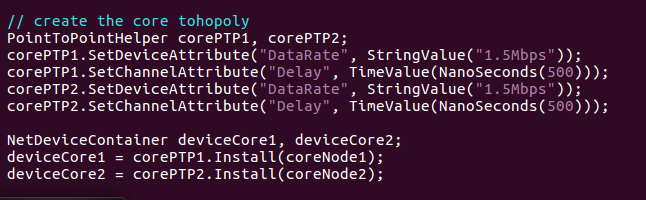 // create the core tohopoly
PointToPointHelper corePTP1, corePTP2;
corePTP1.SetDeviceAttribute("DataRate", StringValue("1.5Mbps"));
corePTP1.SetChannelAttribute("Delay", TimeValue(NanoSeconds(500)));
corePTP2.SetDeviceAttribute("DataRate", StringValue("1.5Mbps"));
corePTP2.SetChannelAttribute("Delay", TimeValue(NanoSeconds(500)));
NetDeviceContainer deviceCore1, deviceCore2;
deviceCore1 = corePTP1.Install(coreNode1);
deviceCore2 = corePTP2.Install(coreNode2);